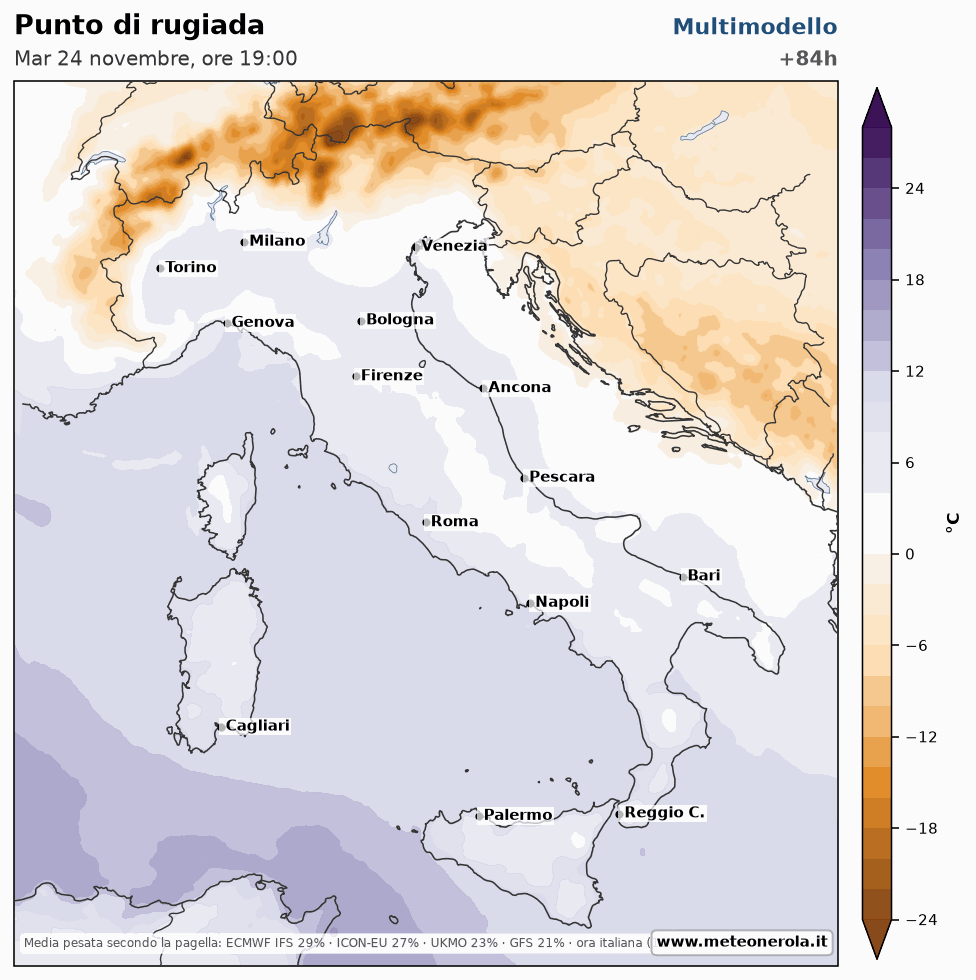 Punto di rugiada
Multimodello
Mar 24 novembre, ore 19:00
+84h
Milano
Venezia
Torino
Genova
Bologna
Firenze
Ancona
Pescara
Roma
Bari
Napoli
Cagliari
Palermo
Reggio C.
24
18
12
6
0
−6
−12
−18
−24
°C
Media pesata secondo la pagella: ECMWF IFS 29% · ICON-EU 27% · UKMO 23% · GFS 21% · ora italiana (
www.meteonerola.it